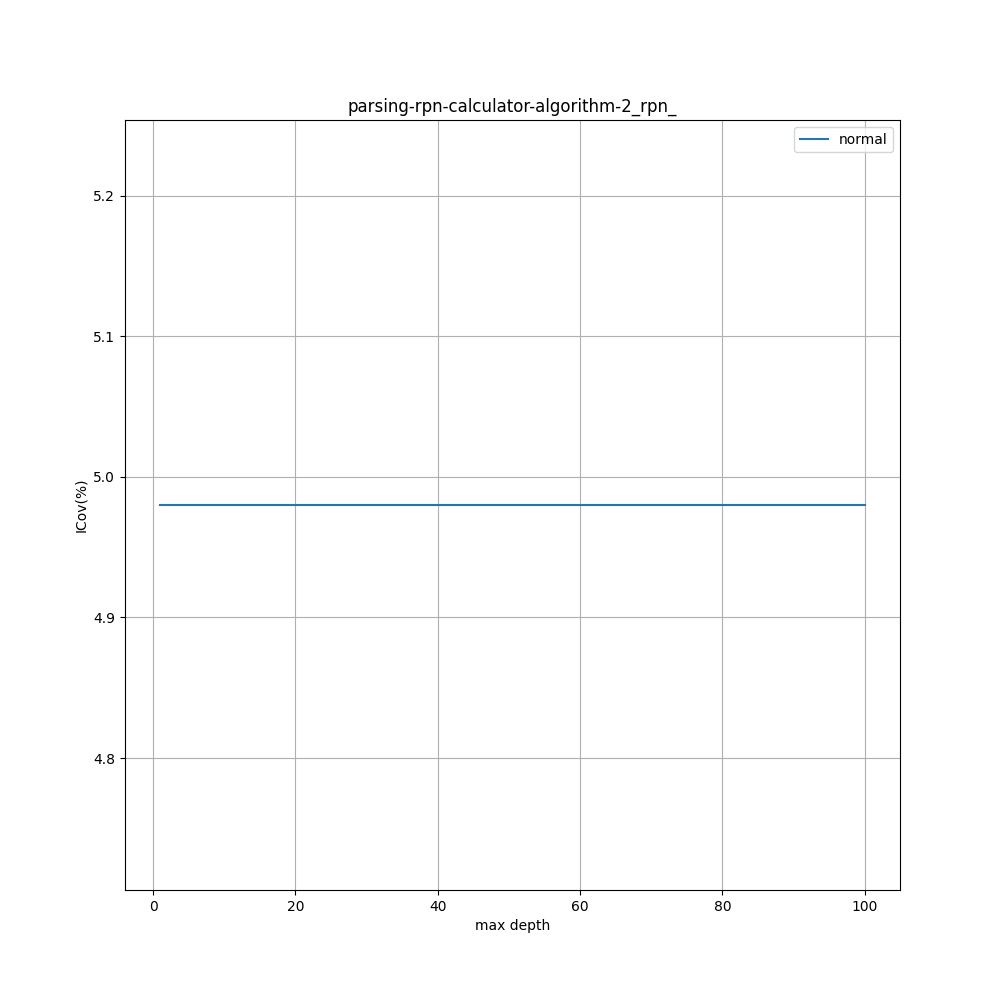 parsing-rpn-calculator-algorithm-2_rpn_
normal
5.2
5.1
5.0
4.9
4.8
ICov(%)
0 20 40 60 80 100
max depth